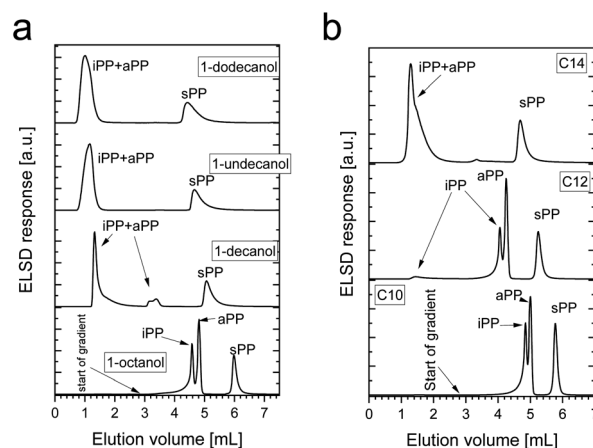 a
ELSD response [a.u.]
iPP+aPP
1-dodecanol
sPP
iPP+aPP
1-undecanol
sPP
iPP+aPP
1-decanol
sPP
start of gradient
iPP
aPP
1-octanol
sPP
0 1 2 3 4 5 6 7
Elution volume [mL]
b
ELSD response [a.u.]
C14
iPP+aPP
sPP
iPP
aPP
C12
sPP
C10
Start of gradient
aPP
iPP
sPP
0 1 2 3 4 5 6 7
Elution volume [mL]